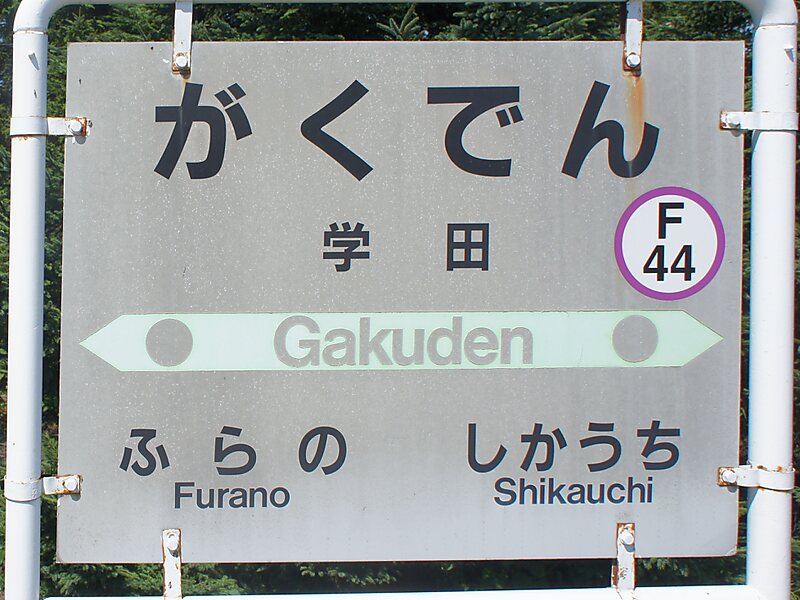 がくでん
学田
F
44
Gakuden
ふらの しかうち
Furano Shikauchi